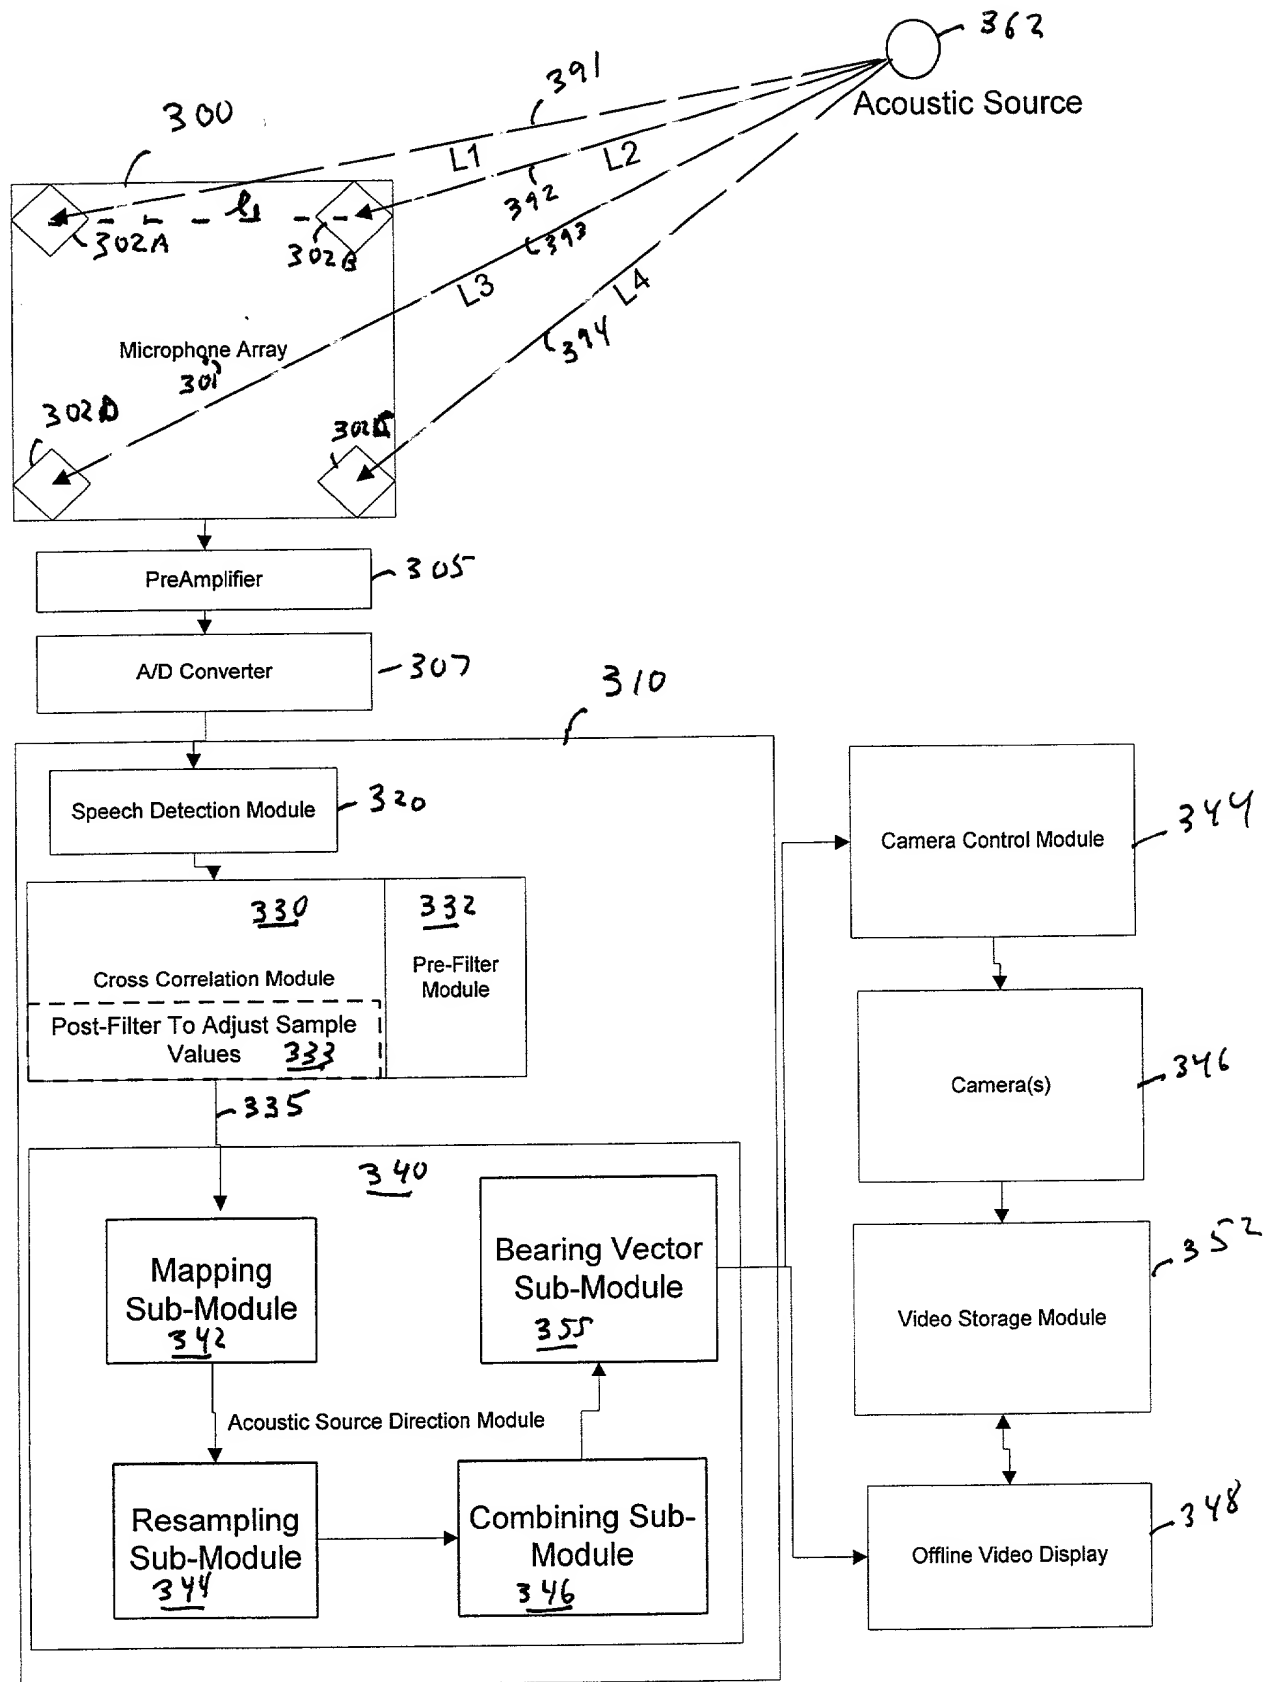 362
Acoustic Source
391
300
L1
L2
392
302A
302B
393
L3
L4
394
Microphone Array
301
302D
PreAmplifier
305
A/D Converter
307
310
Speech Detection Module
320
Camera Control Module
344
330
332
Cross Correlation Module
Pre-Filter
Module
Post-Filter To Adjust Sample
Values
333
335
Camera(s)
346
340
Mapping
Sub-Module
342
Bearing Vector
Sub-Module
355
Video Storage Module
352
Acoustic Source Direction Module
Resampling
Sub-Module
344
Combining Sub-
Module
346
Offline Video Display
348